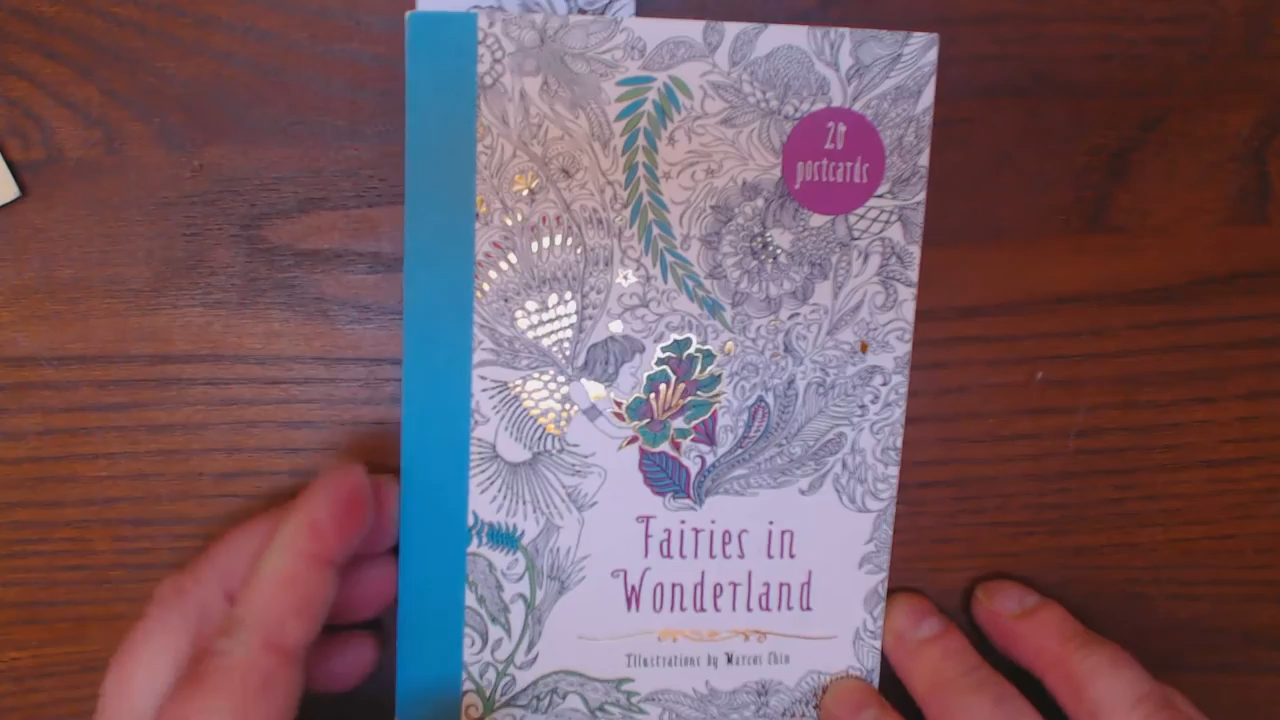 20
postcards
Fairies in
Wonderland
Illustrations by Marcos Chin